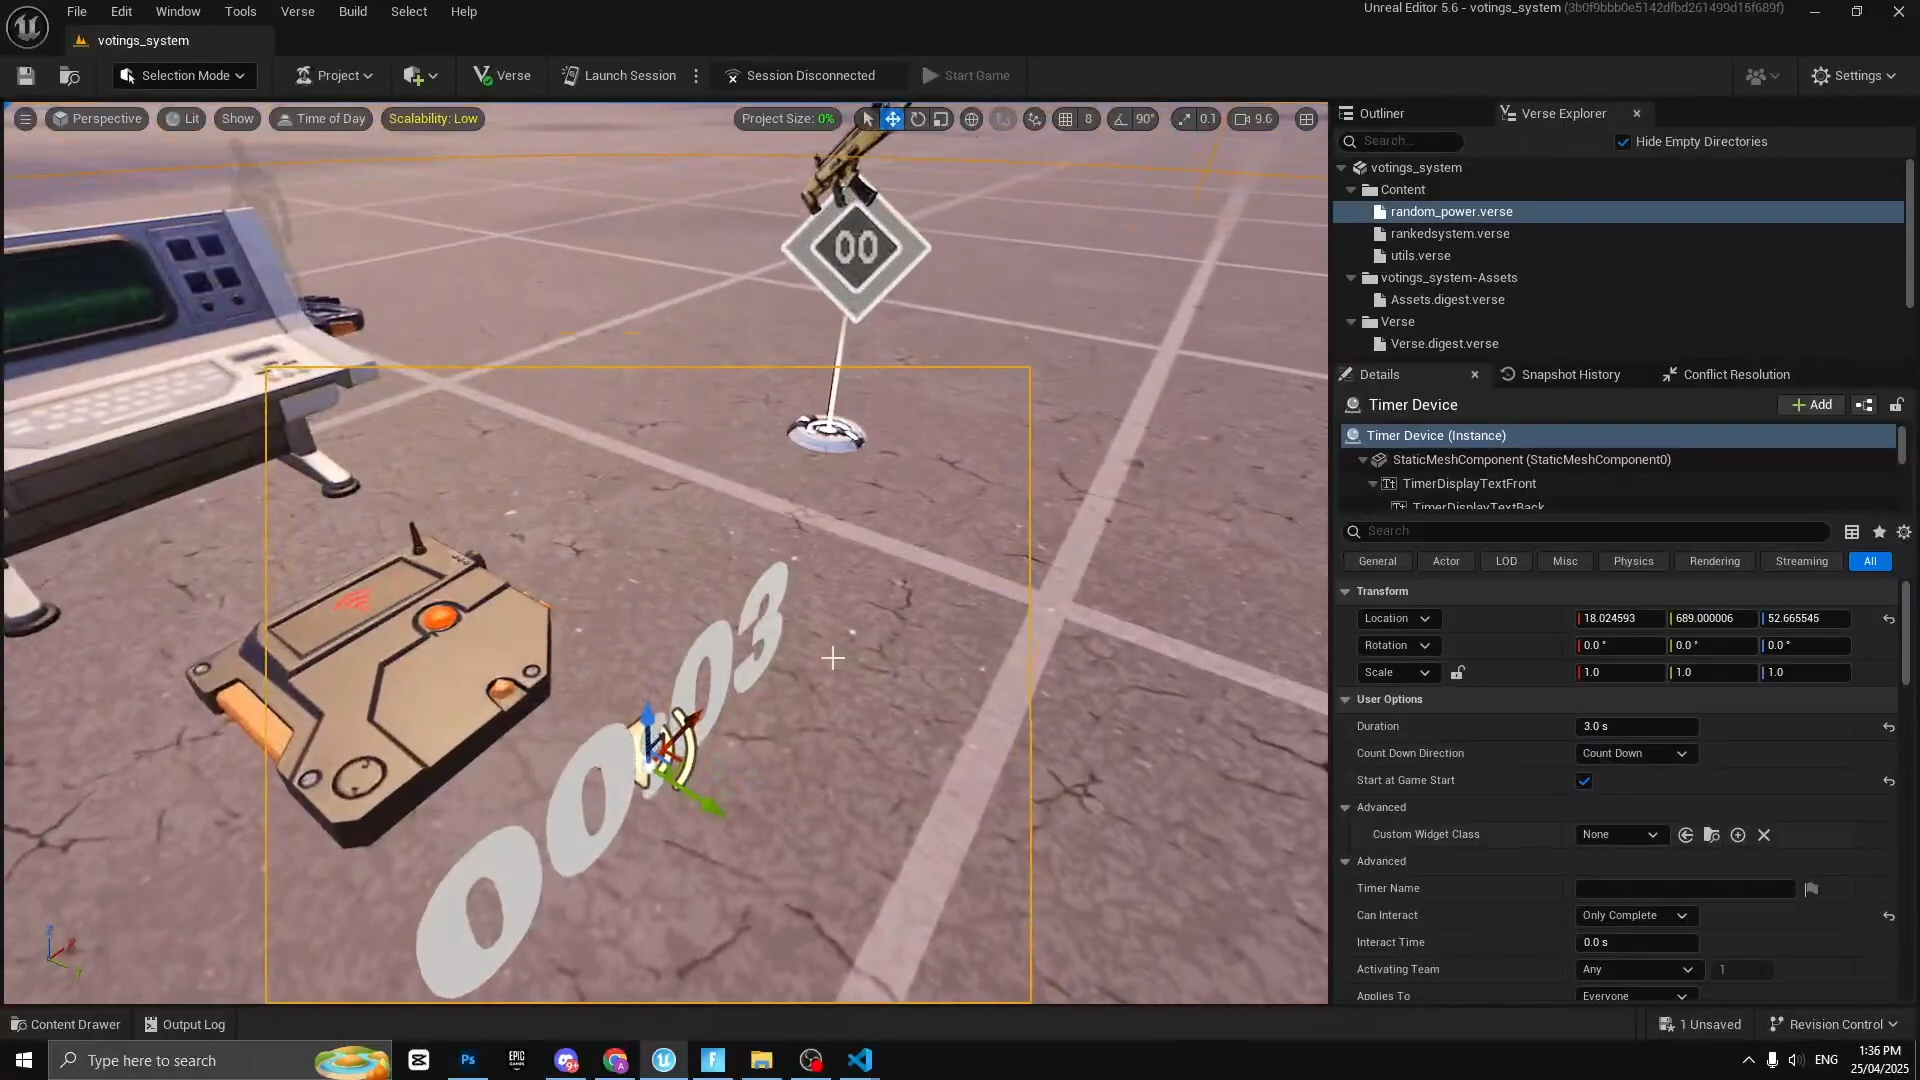 File Edit Window Tools Verse Build Select Help
Unreal Editor 5.6 - votings_system (3b0f9bbb0e5142dfbd261499d15f689f)
votings_system
Selection Mode
Project
Verse
Launch Session
Session Disconnected
Start Game
Settings
Perspective
Lit
Show
Time of Day
Scalability: Low
Project Size: 0%
8
90°
0.1
9.6
00
00:03
Outliner
Verse Explorer
Search...
Hide Empty Directories
votings_system
Content
random_power.verse
rankedsystem.verse
utils.verse
votings_system-Assets
Assets.digest.verse
Verse
Verse.digest.verse
Details
Snapshot History
Conflict Resolution
Timer Device
Add
Timer Device (Instance)
StaticMeshComponent (StaticMeshComponent0)
TimerDisplayTextFront
TimerDisplayTextBack
Search
General Actor LOD Misc Physics Rendering Streaming All
Transform
Location 18.024593 689.000006 52.665545
Rotation 0.0 ° 0.0 ° 0.0 °
Scale 1.0 1.0 1.0
User Options
Duration 3.0 s
Count Down Direction Count Down
Start at Game Start
Advanced
Custom Widget Class None
Advanced
Timer Name
Can Interact Only Complete
Interact Time 0.0 s
Activating Team Any 1
Applies To Everyone
Content Drawer
Output Log
1 Unsaved
Revision Control
Type here to search
Ps
EPIC
ENG
1:36 PM
25/04/2025